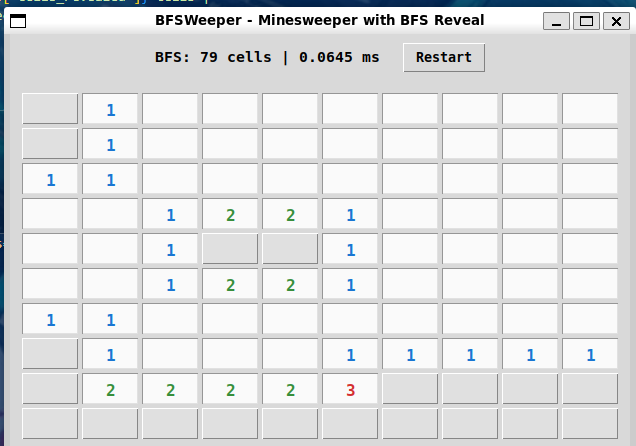 BFSWeeper - Minesweeper with BFS Reveal
BFS: 79 cells | 0.0645 ms Restart
1
1
1 1
1 2 2 1
1 1
1 2 2 1
1 1
1 1 1 1 1 1
2 2 2 2 3